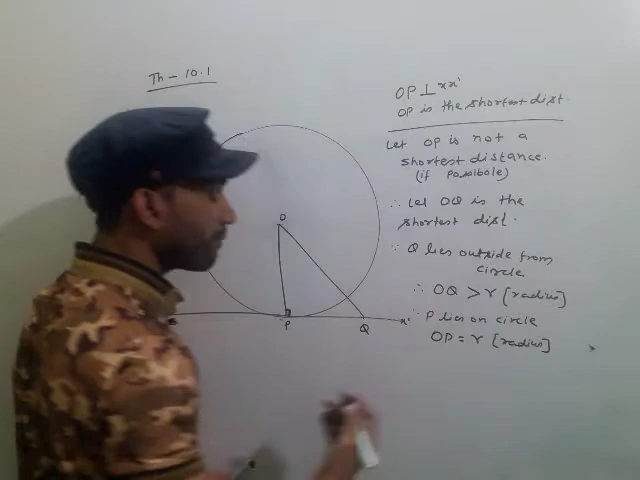 Th - 10.1
OP ⊥ xx'
OP is the shortest dist.
Let OP is not a
shortest distance.
(if possibole)
∴ Let OQ is the
shortest dist.
∵ Q lies outside from
circle
∴ OQ > r [radius]
∵ P lies on circle
OP = r [radius]
O
P
Q
x'